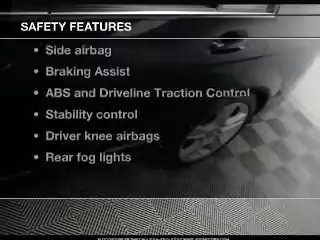 SAFETY FEATURES
• Side airbag
• Braking Assist
• ABS and Driveline Traction Control
• Stability control
• Driver knee airbags
• Rear fog lights